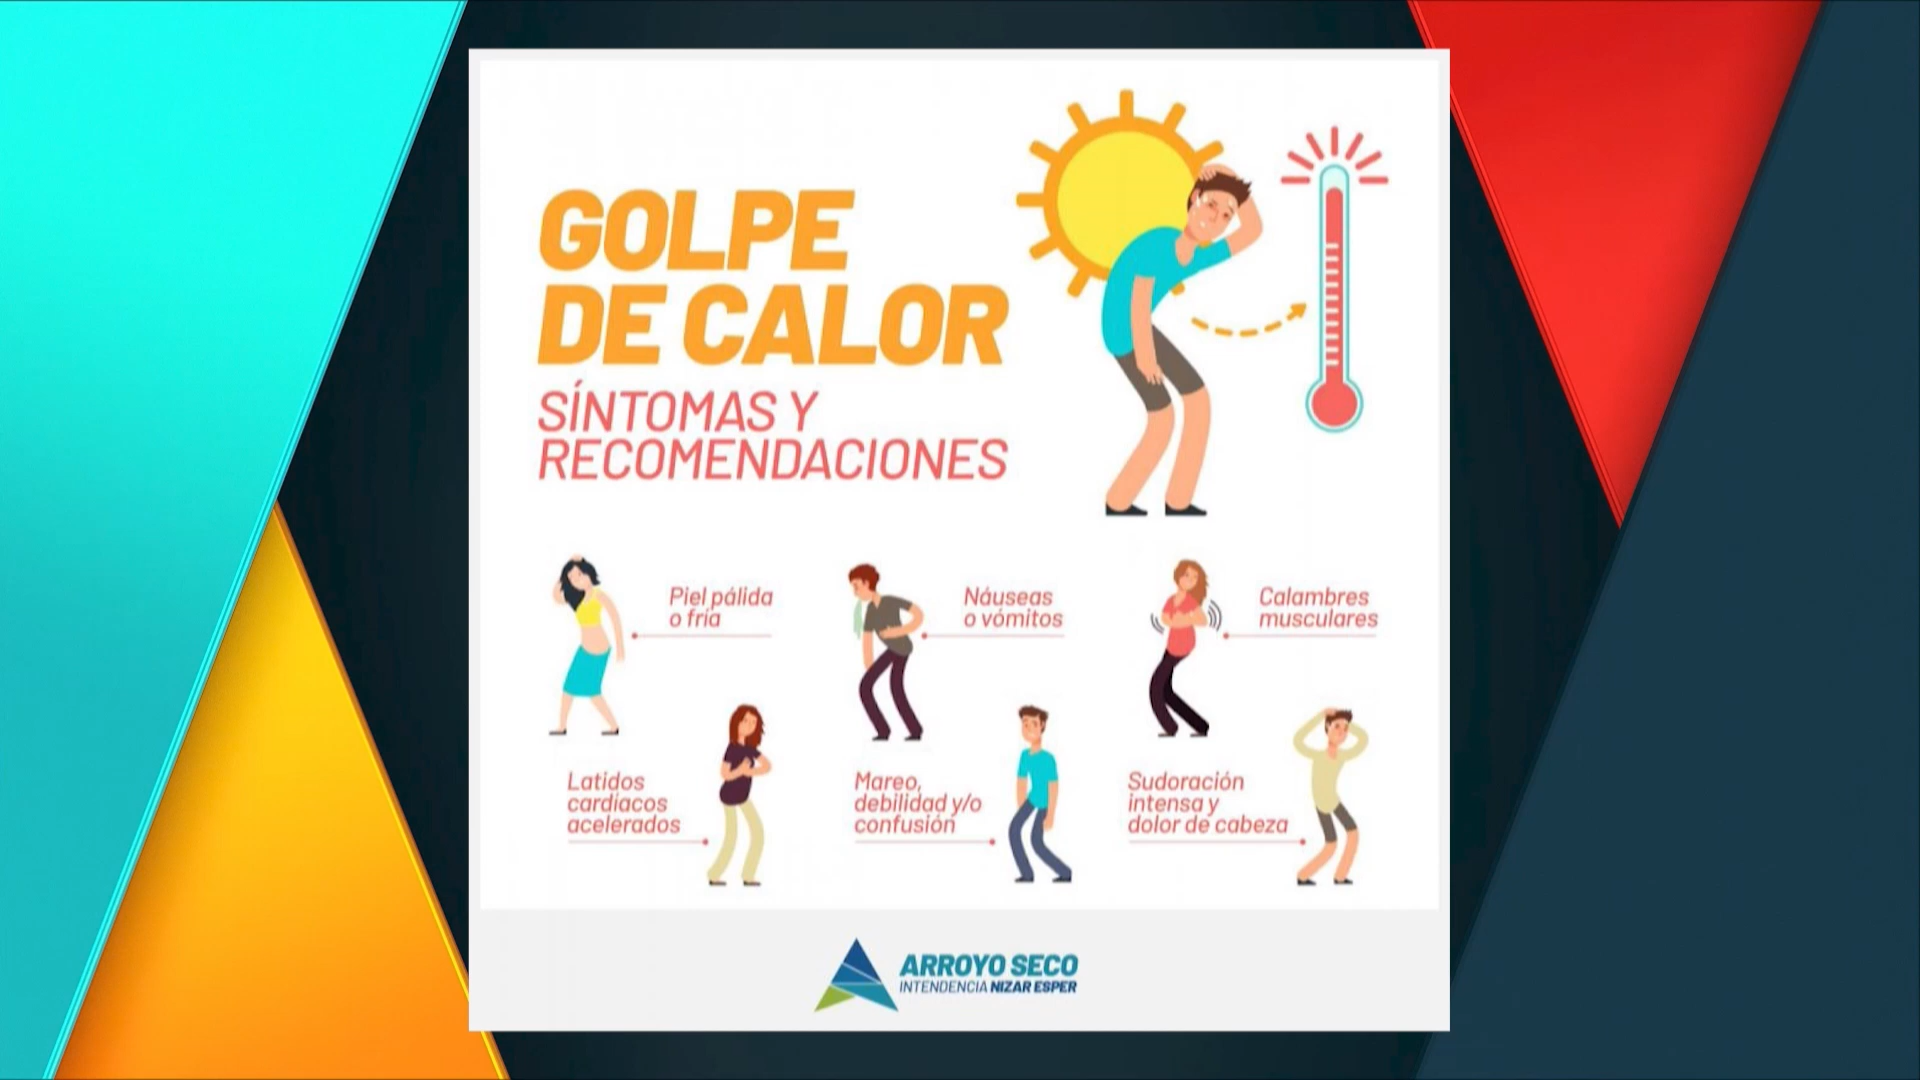 GOLPE
DE CALOR
SÍNTOMAS Y
RECOMENDACIONES
Piel pálida
o fría
Náuseas
o vómitos
Calambres
musculares
Latidos
cardíacos
acelerados
Mareo,
debilidad y/o
confusión
Sudoración
intensa y
dolor de cabeza
ARROYO SECO
INTENDENCIA NIZAR ESPER